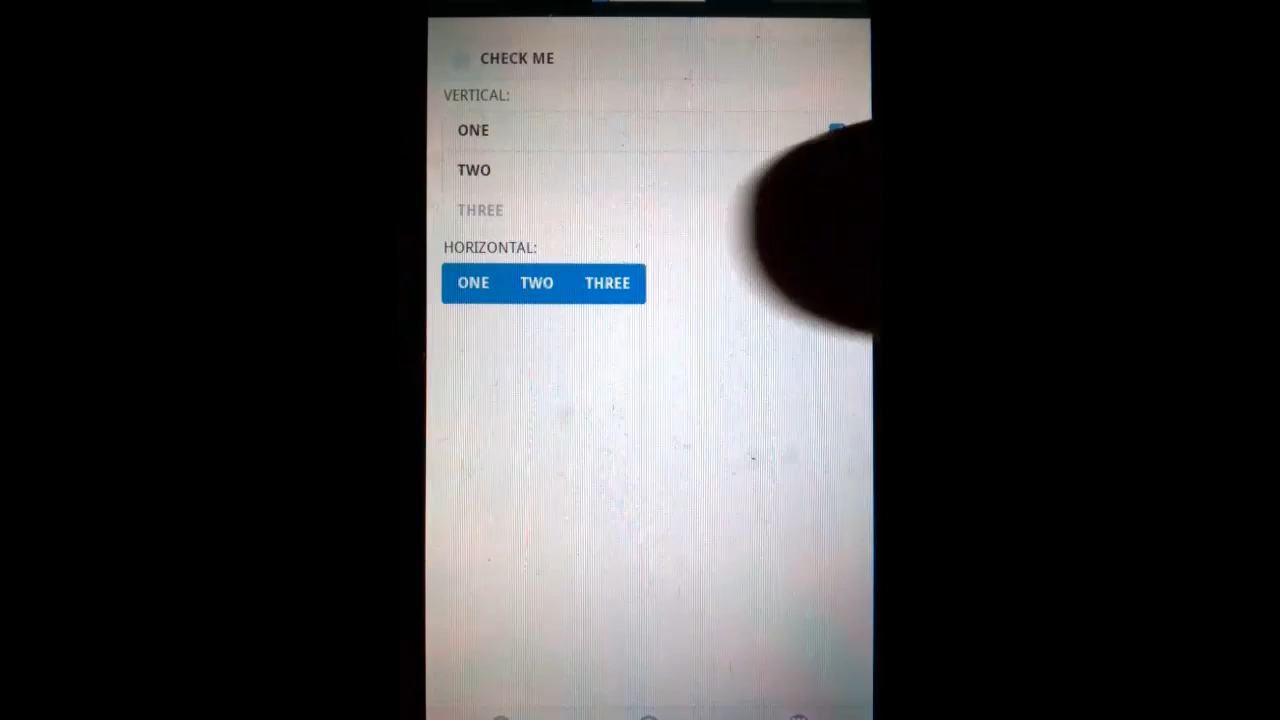 CHECK ME
VERTICAL:
ONE
TWO
THREE
HORIZONTAL:
ONE TWO THREE